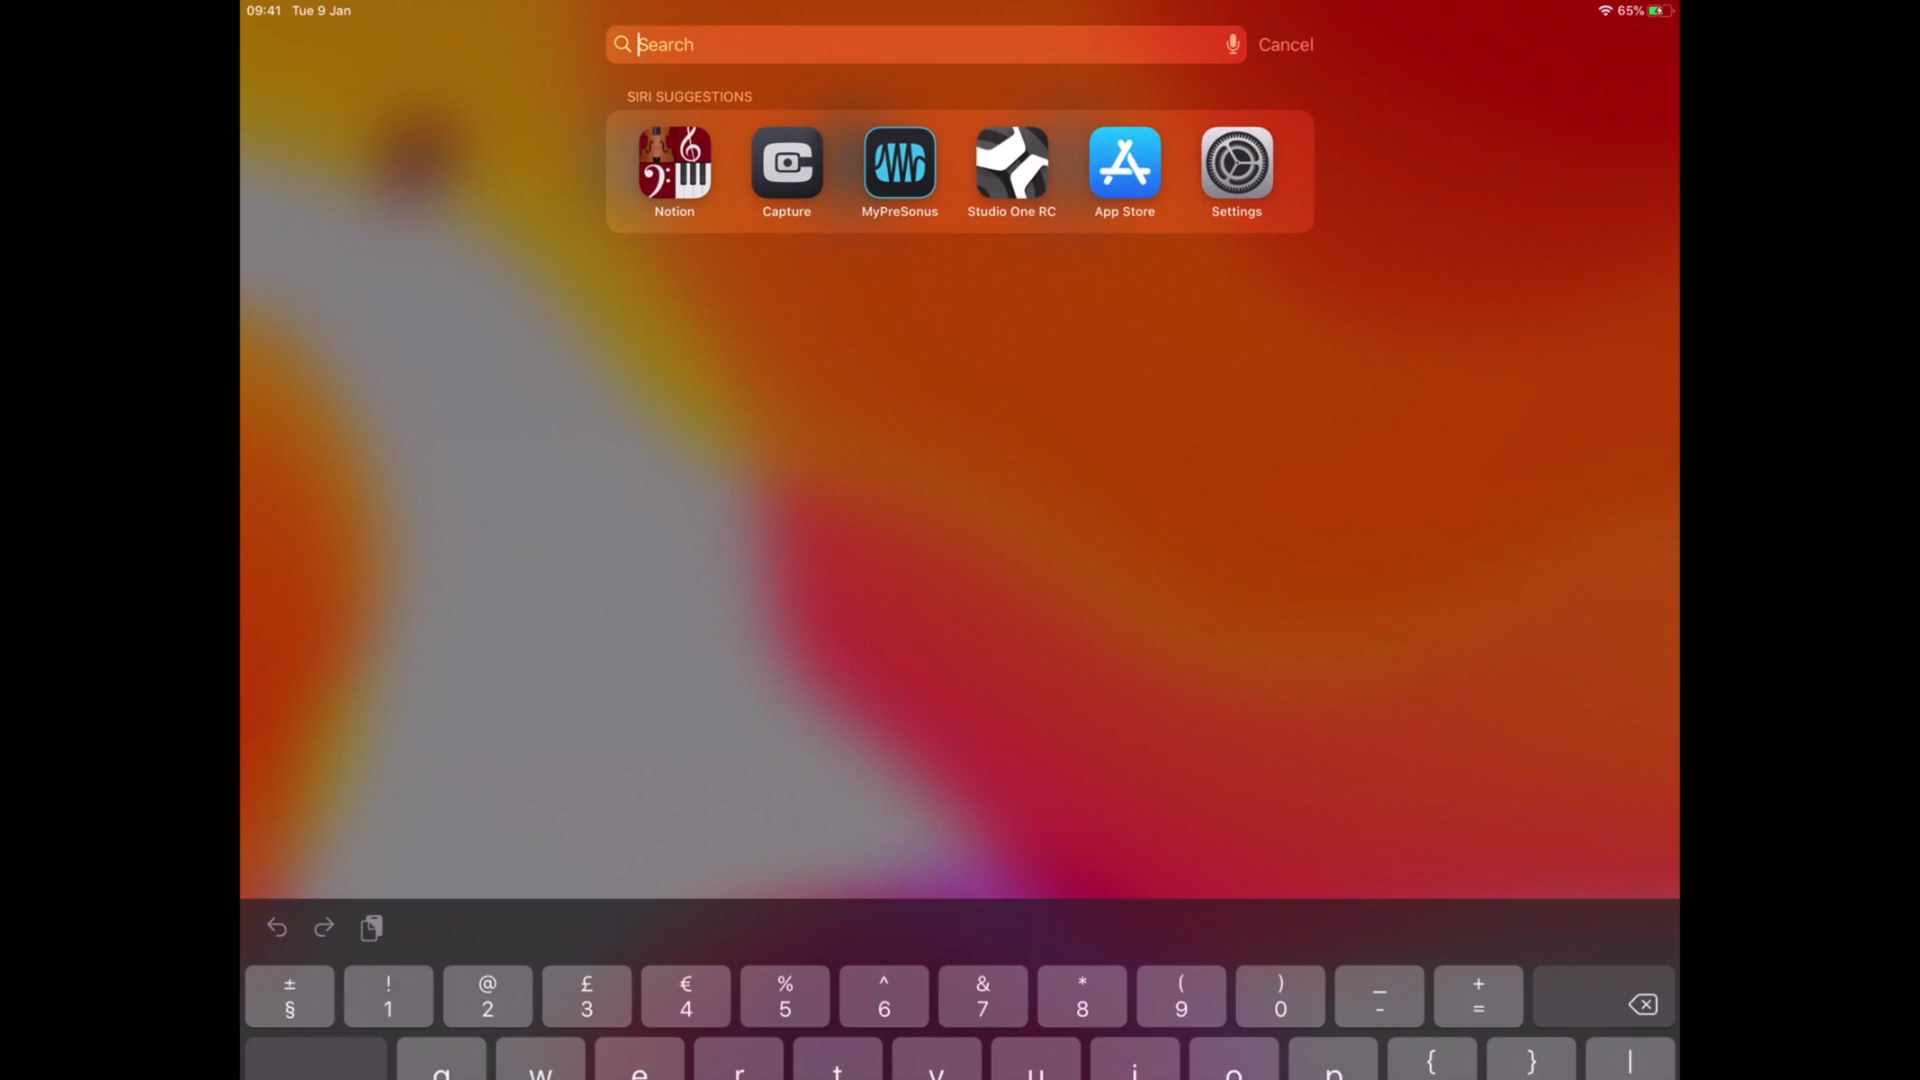 09:41 Tue 9 Jan 65%
Search Cancel
SIRI SUGGESTIONS
Notion Capture MyPreSonus Studio One RC App Store Settings
± ! @ £ € % ^ & * ( ) _ +
§ 1 2 3 4 5 6 7 8 9 0 - =
q w e r t y u i o p { } |